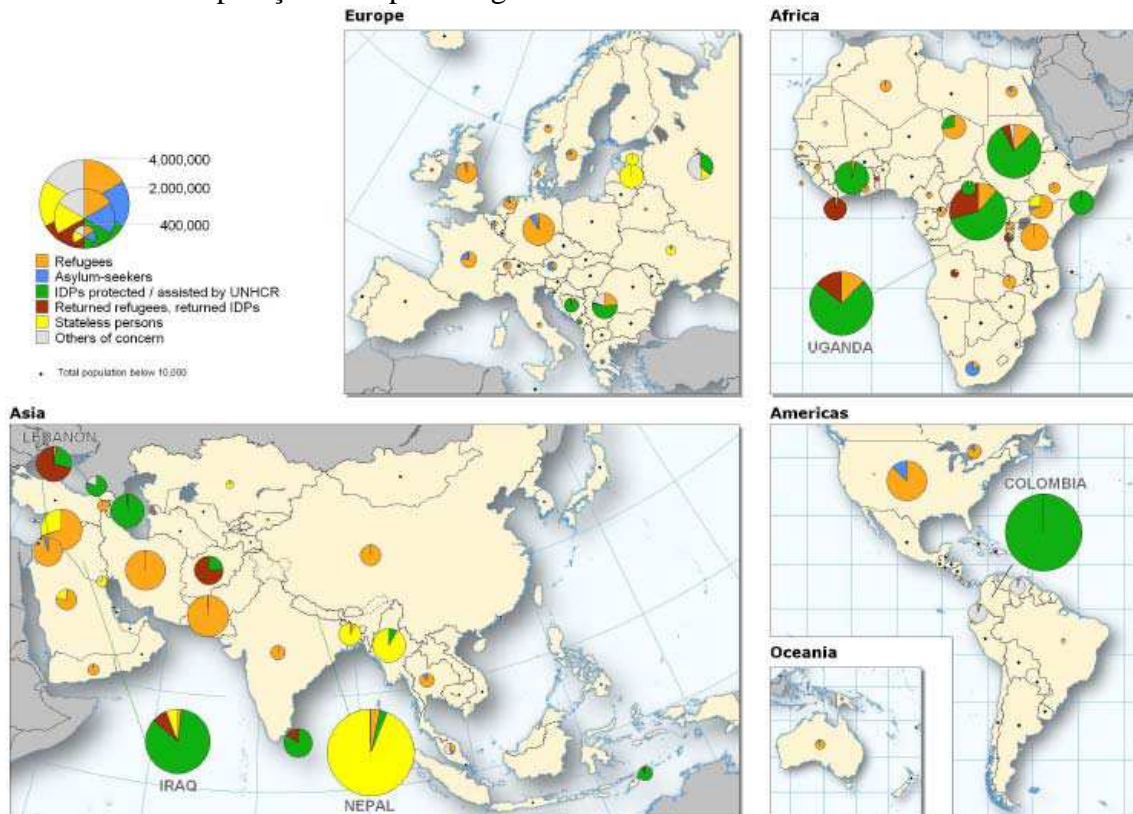 Europe
Africa
4,000,000
2,000,000
400,000
Refugees
Asylum-seekers
IDPs protected / assisted by UNHCR
Returned refugees, returned IDPs
Stateless persons
Others of concern
Total population below 10,000
UGANDA
Asia
Americas
LEBANON
COLOMBIA
Oceania
IRAQ
NEPAL